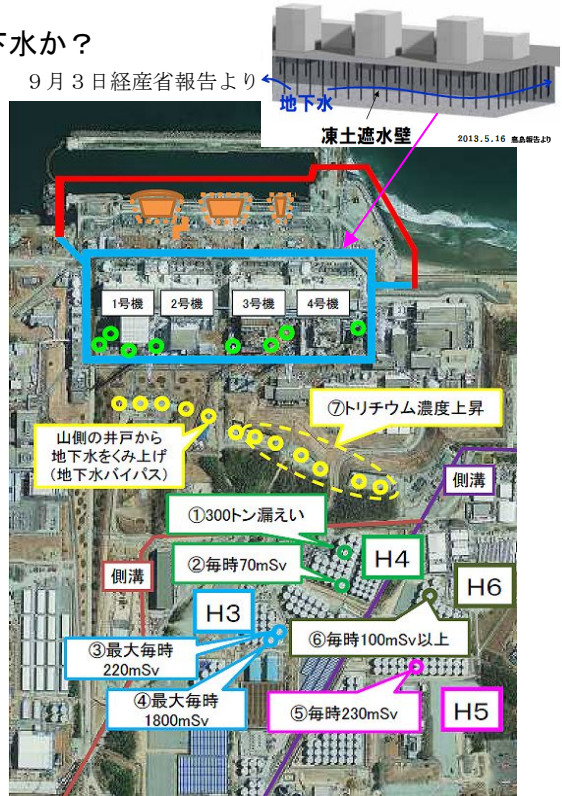 下水か？
９月３日経産省報告より
地下水
凍土遮水壁
2013.5.16 鹿島報告より
1号機
2号機
3号機
4号機
⑦トリチウム濃度上昇
山側の井戸から
地下水をくみ上げ
（地下水バイパス）
側溝
①300トン漏えい
H4
②毎時70mSv
側溝
H6
H3
⑥毎時100mSv以上
③最大毎時
220mSv
④最大毎時
1800mSv
⑤毎時230mSv
H5